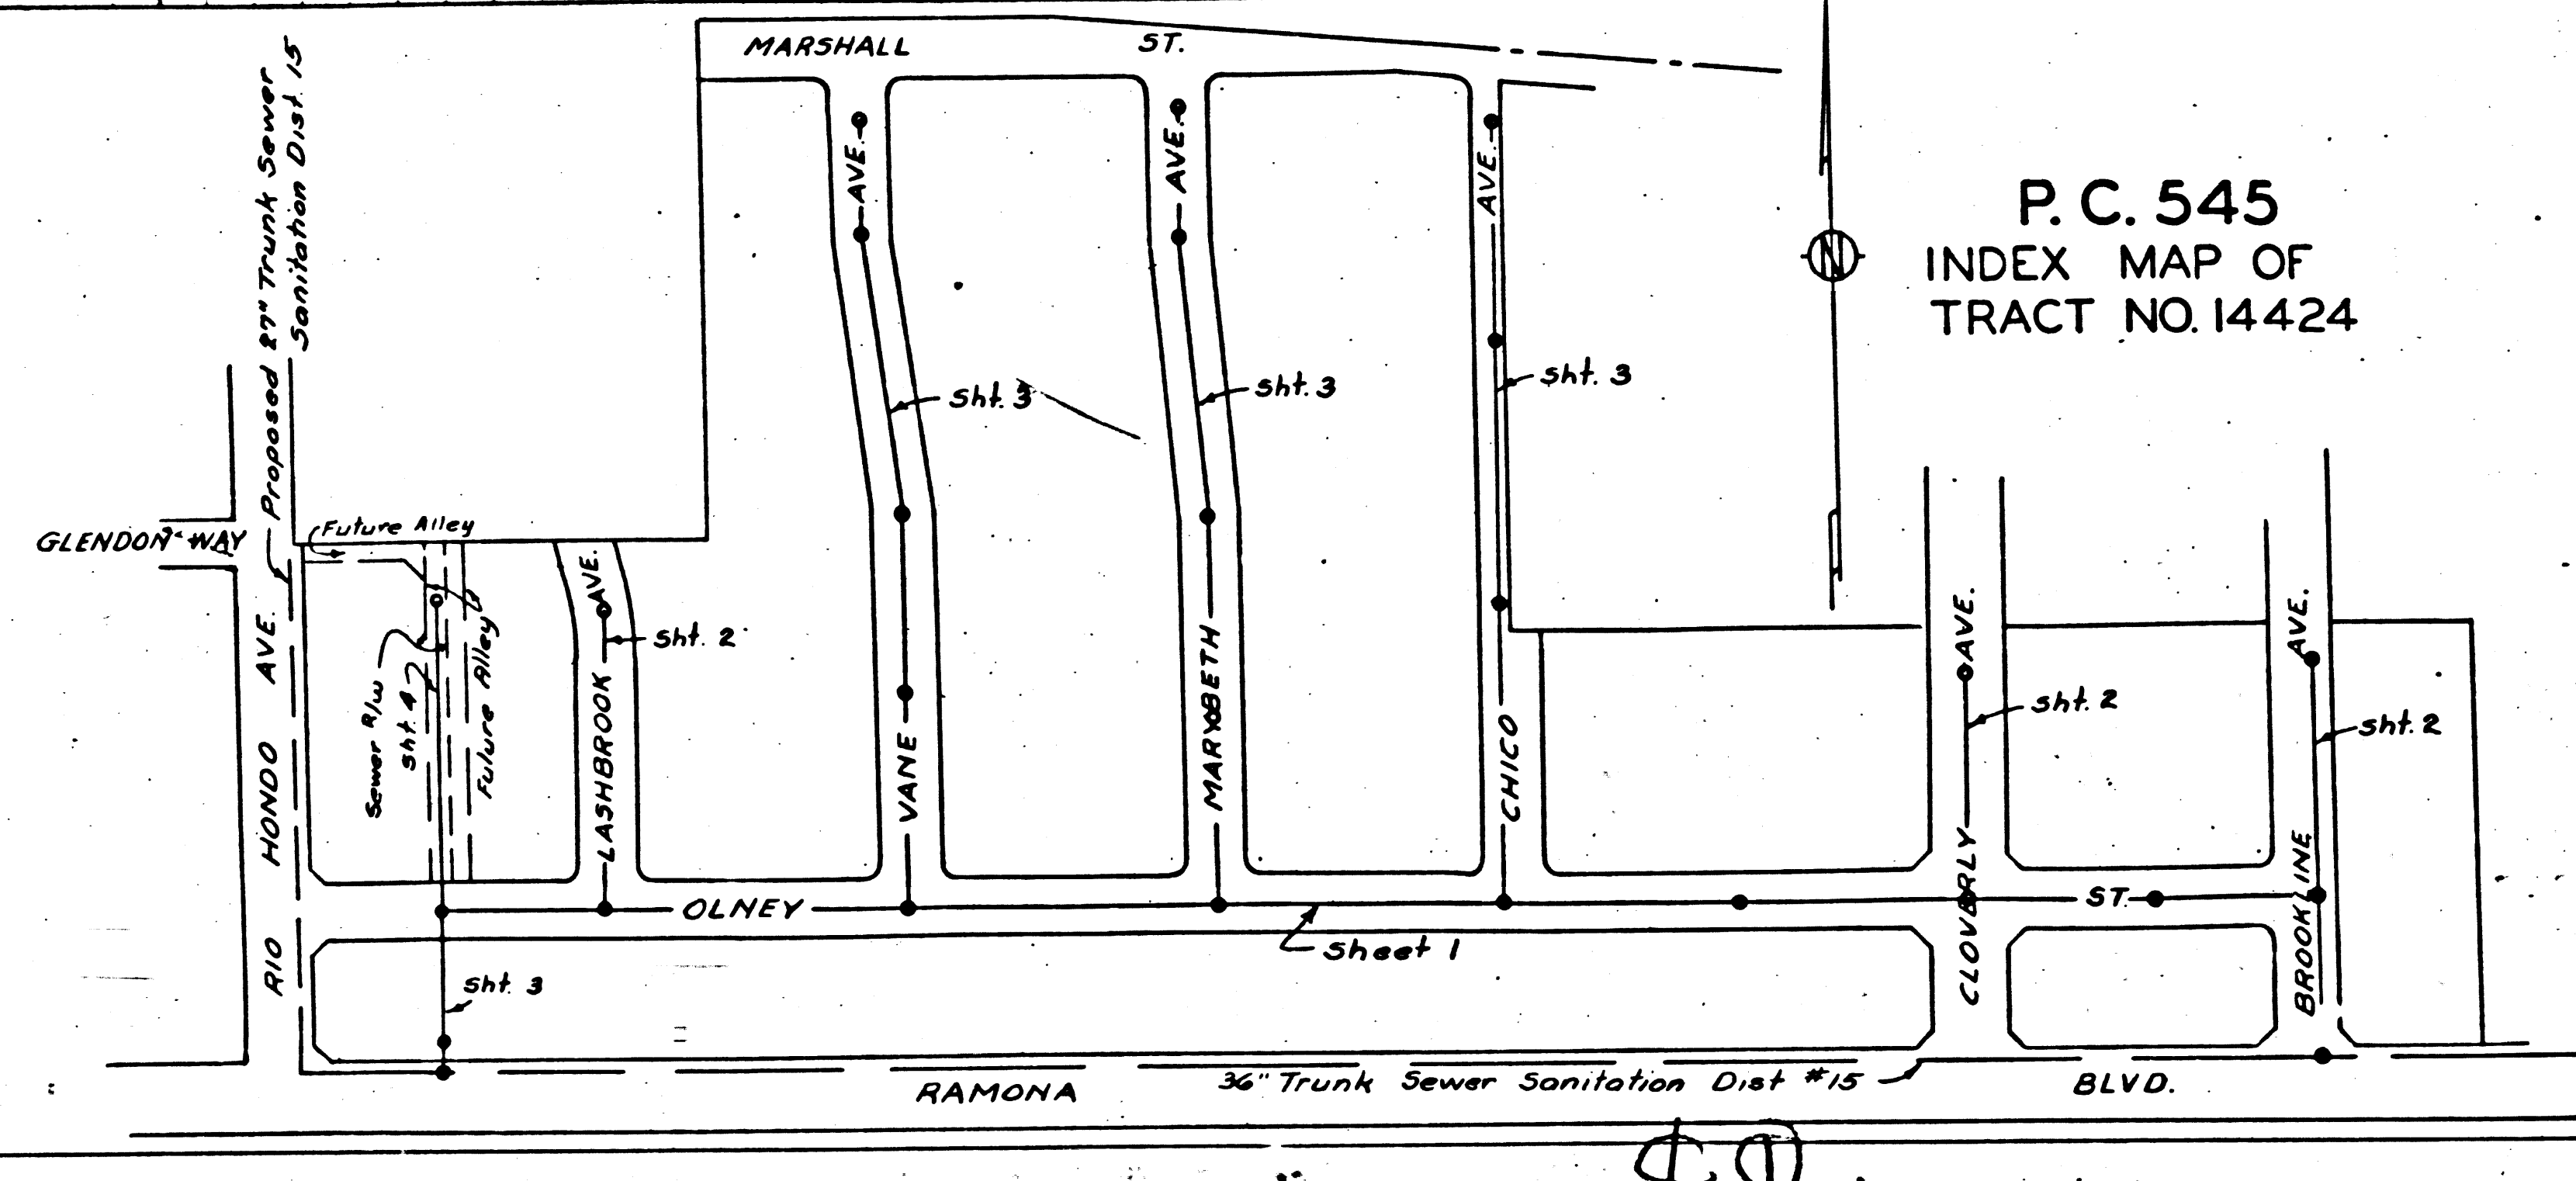 MARSHALL ST.
P. C. 545
INDEX MAP OF
TRACT NO. 14424
N
Proposed 27" Trunk Sewer
Sanitation Dist. 15
AVE.
AVE.
AVE.
Sht. 3
Sht. 3
Sht. 3
GLENDON WAY
Future Alley
RIO HONDO AVE.
Sewer R/W
Sht. 4
Future Alley
LASHBROOK AVE.
Sht. 2
VANE
MARYBETH
CHICO
CLOVERLY AVE.
Sht. 2
BROOKLINE AVE.
Sht. 2
OLNEY ST.
Sheet 1
Sht. 3
RAMONA BLVD.
36" Trunk Sewer Sanitation Dist #15